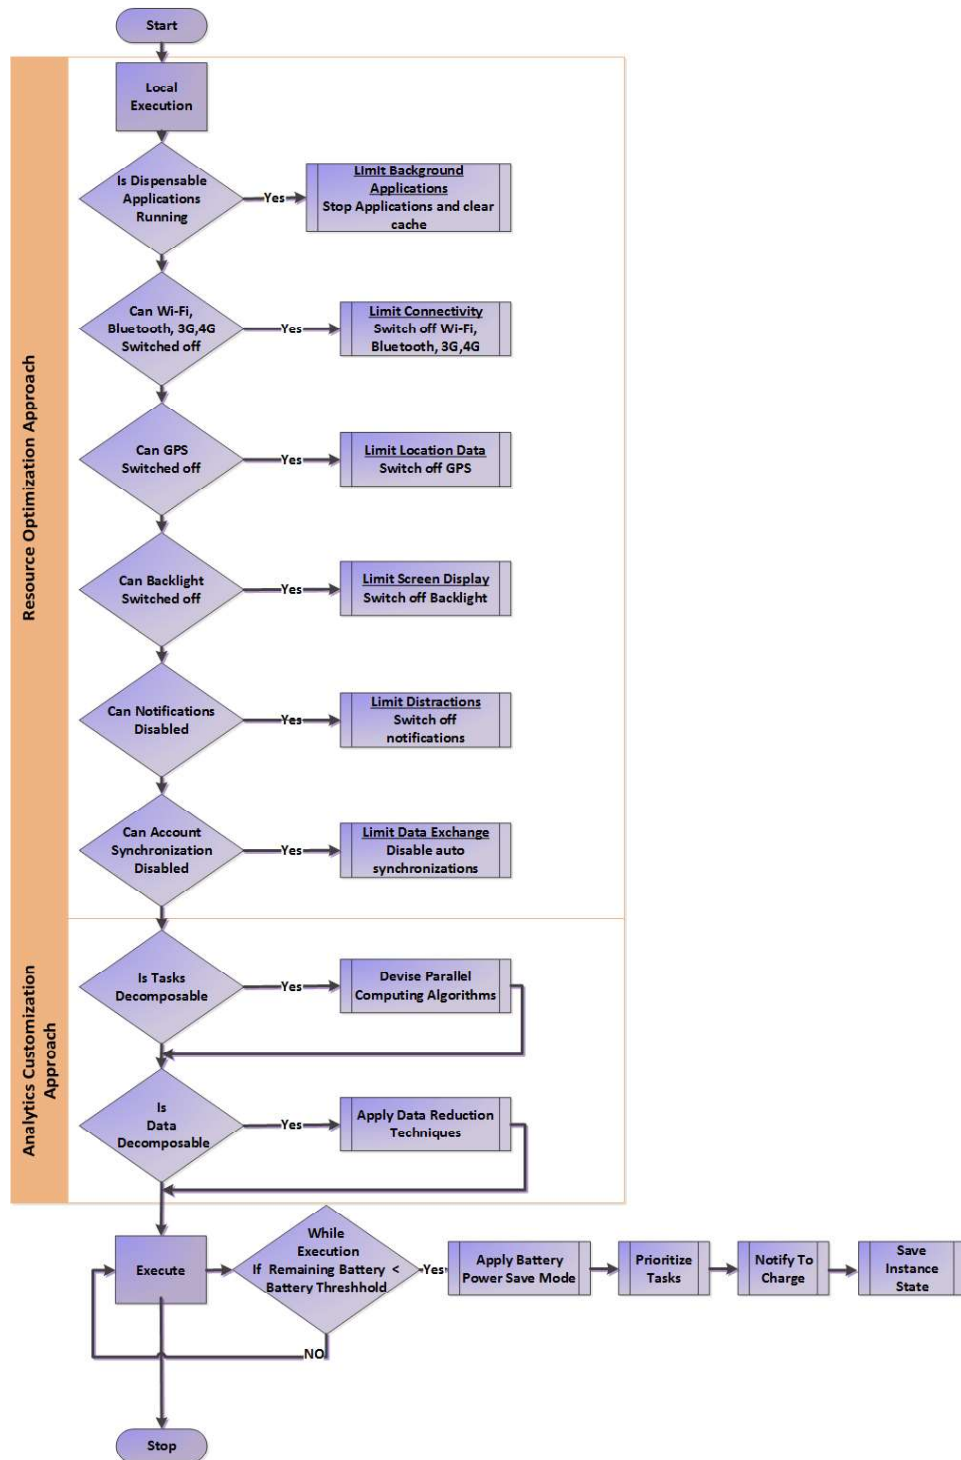 Start
Resource Optimization Approach
Local
Execution
Is Dispensable
Applications
Running
Yes
Limit Background
Applications
Stop Applications and clear
cache
Can Wi-Fi,
Bluetooth, 3G,4G
Switched off
Yes
Limit Connectivity
Switch off Wi-Fi,
Bluetooth, 3G,4G
Can GPS
Switched off
Yes
Limit Location Data
Switch off GPS
Can Backlight
Switched off
Yes
Limit Screen Display
Switch off Backlight
Can Notifications
Disabled
Yes
Limit Distractions
Switch off
notifications
Can Account
Synchronization
Disabled
Yes
Limit Data Exchange
Disable auto
synchronizations
Analytics Customization
Approach
Is Tasks
Decomposable
Yes
Devise Parallel
Computing Algorithms
Is
Data
Decomposable
Yes
Apply Data Reduction
Techniques
Execute
While
Execution
If Remaining Battery <
Battery Threshhold
Yes
Apply Battery
Power Save Mode
Prioritize
Tasks
Notify To
Charge
Save
Instance
State
NO
Stop